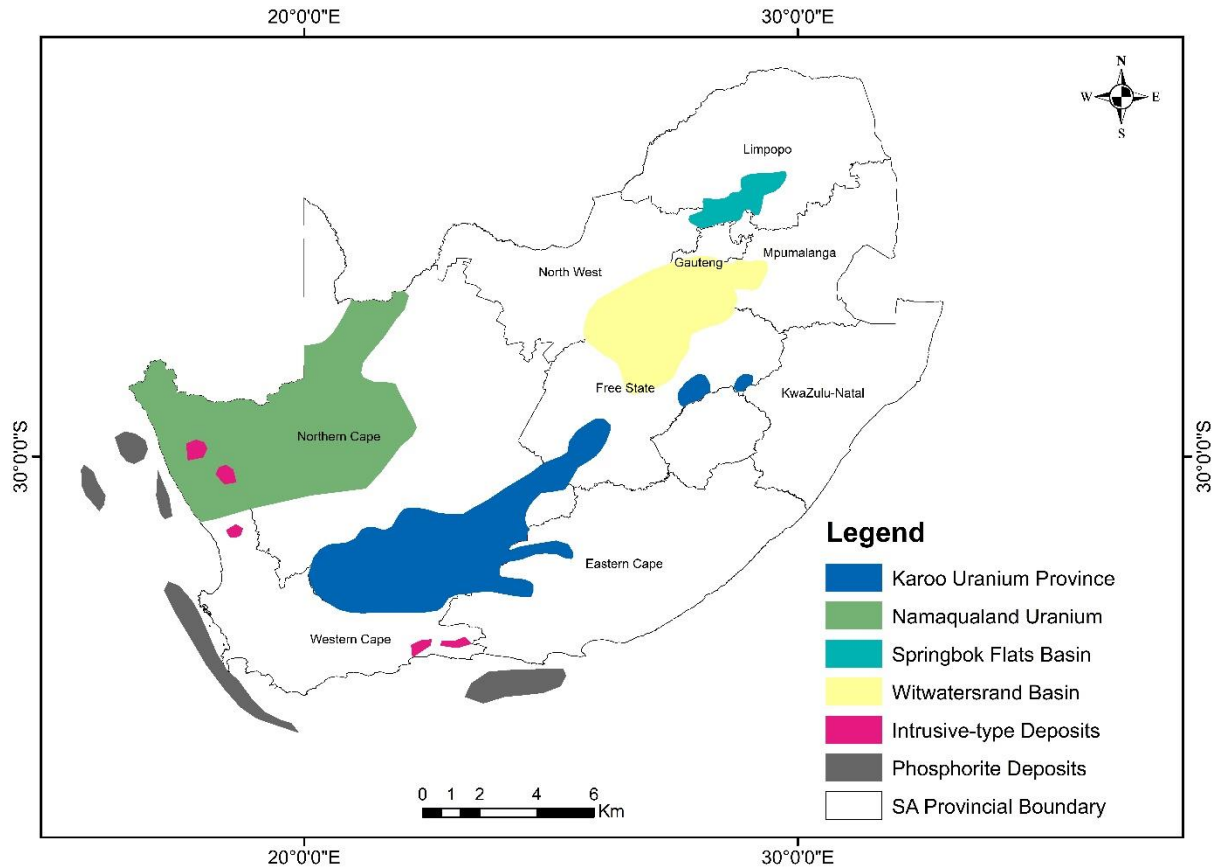 20°0'0"E 30°0'0"E
N
W E
S
Limpopo
North West
Gauteng
Mpumalanga
Free State
KwaZulu-Natal
Northern Cape
30°0'0"S 30°0'0"S
Eastern Cape
Western Cape
Legend
Karoo Uranium Province
Namaqualand Uranium
Springbok Flats Basin
Witwatersrand Basin
Intrusive-type Deposits
Phosphorite Deposits
SA Provincial Boundary
0 1 2 4 6
Km
20°0'0"E 30°0'0"E